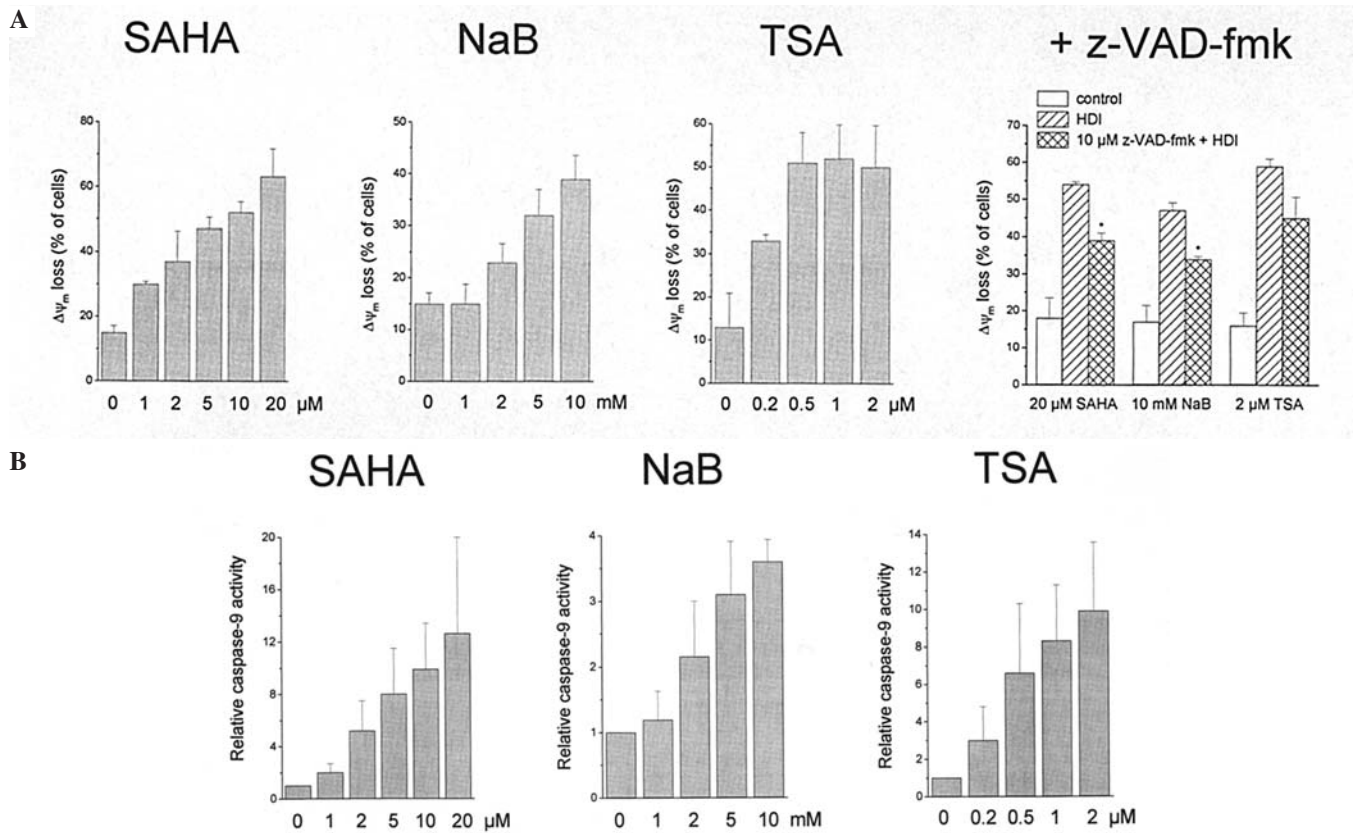 A
SAHA NaB TSA + z-VAD-fmk
control
HDI
10 µM z-VAD-fmk + HDI
ΔΨm loss (% of cells)
80
60
40
20
0
0 1 2 5 10 20 µM
ΔΨm loss (% of cells)
50
40
30
20
10
0
0 1 2 5 10 mM
ΔΨm loss (% of cells)
60
50
40
30
20
10
0
0 0.2 0.5 1 2 µM
ΔΨm loss (% of cells)
70
60
50
40
30
20
10
0
20 µM SAHA 10 mM NaB 2 µM TSA
B
SAHA NaB TSA
Relative caspase-9 activity
20
16
12
8
4
0
0 1 2 5 10 20 µM
Relative caspase-9 activity
4
3
2
1
0
0 1 2 5 10 mM
Relative caspase-9 activity
14
12
10
8
6
4
2
0
0 0.2 0.5 1 2 µM